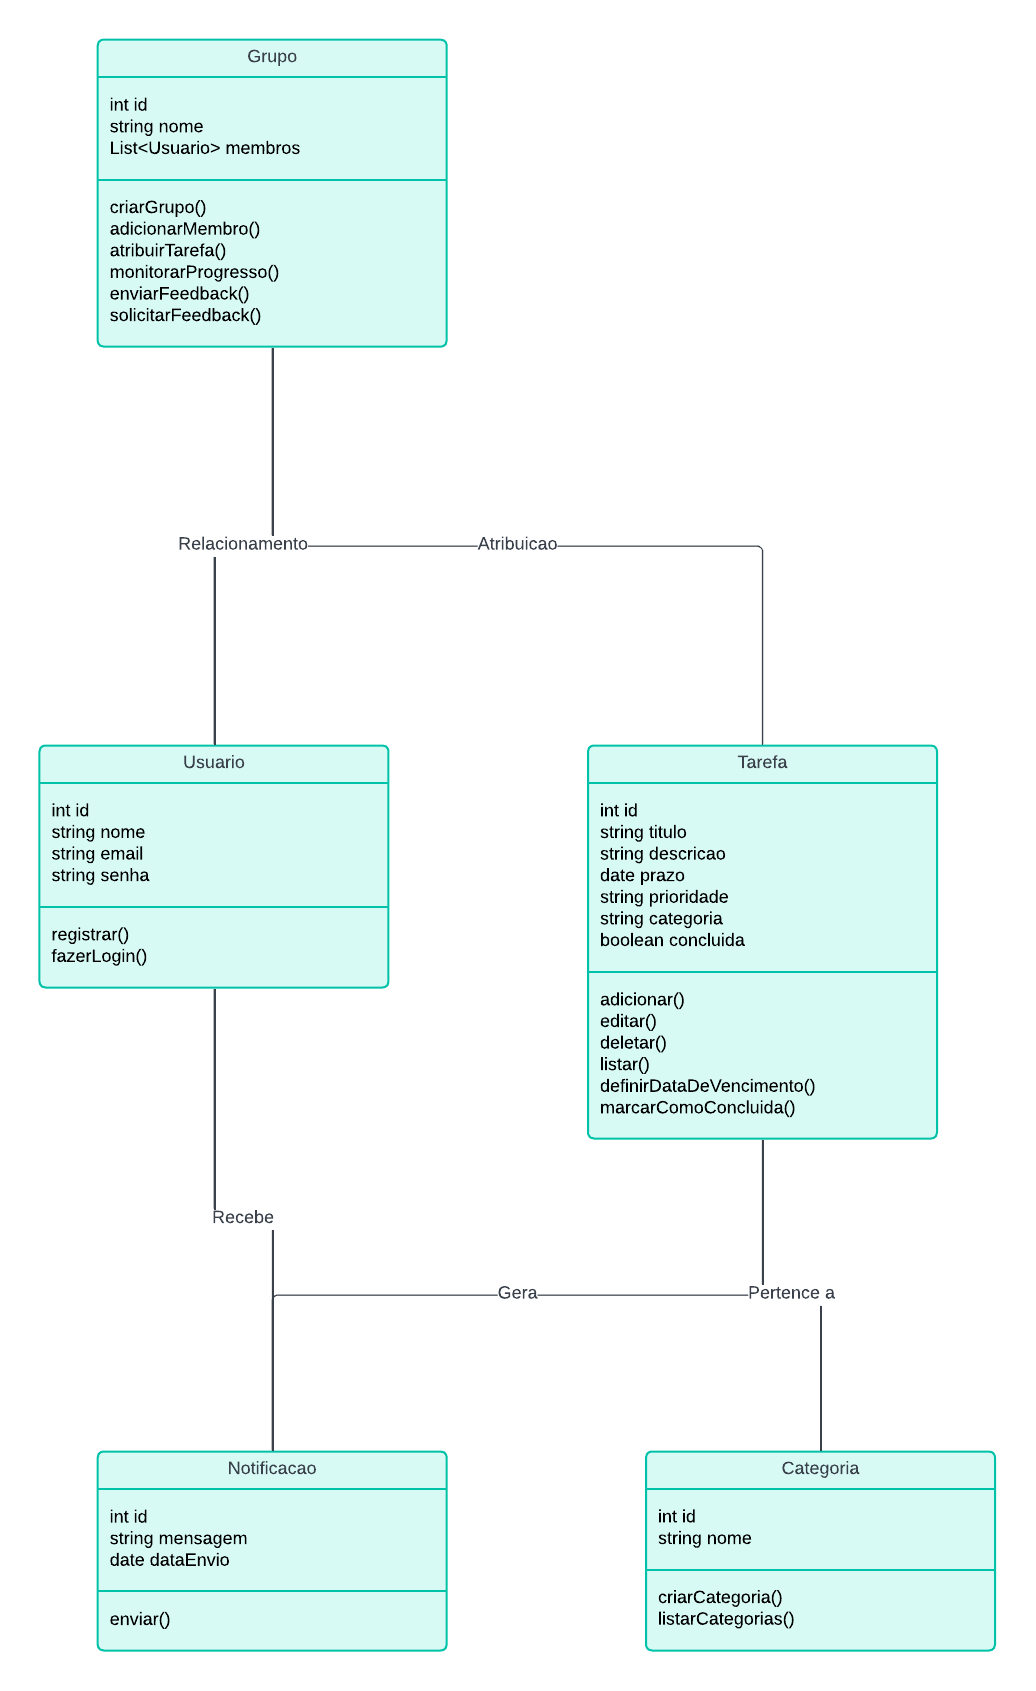 Grupo
int id
string nome
List<Usuario> membros
criarGrupo()
adicionarMembro()
atribuirTarefa()
monitorarProgresso()
enviarFeedback()
solicitarFeedback()
Relacionamento
Atribuicao
Usuario
int id
string nome
string email
string senha
registrar()
fazerLogin()
Tarefa
int id
string titulo
string descricao
date prazo
string prioridade
string categoria
boolean concluida
adicionar()
editar()
deletar()
listar()
definirDataDeVencimento()
marcarComoConcluida()
Recebe
Gera
Pertence a
Notificacao
int id
string mensagem
date dataEnvio
enviar()
Categoria
int id
string nome
criarCategoria()
listarCategorias()